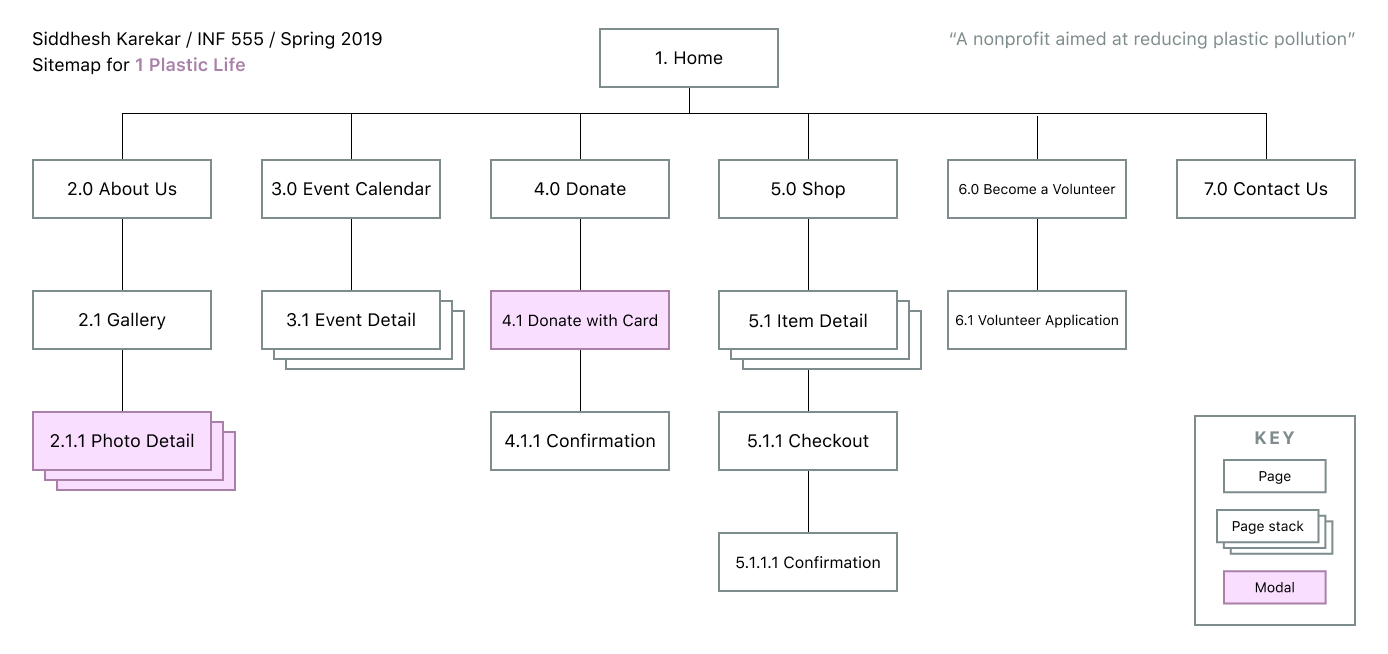 Siddhesh Karekar / INF 555 / Spring 2019
Sitemap for 1 Plastic Life
1. Home
“A nonprofit aimed at reducing plastic pollution”
2.0 About Us
3.0 Event Calendar
4.0 Donate
5.0 Shop
6.0 Become a Volunteer
7.0 Contact Us
2.1 Gallery
3.1 Event Detail
4.1 Donate with Card
5.1 Item Detail
6.1 Volunteer Application
2.1.1 Photo Detail
4.1.1 Confirmation
5.1.1 Checkout
5.1.1.1 Confirmation
KEY
Page
Page stack
Modal